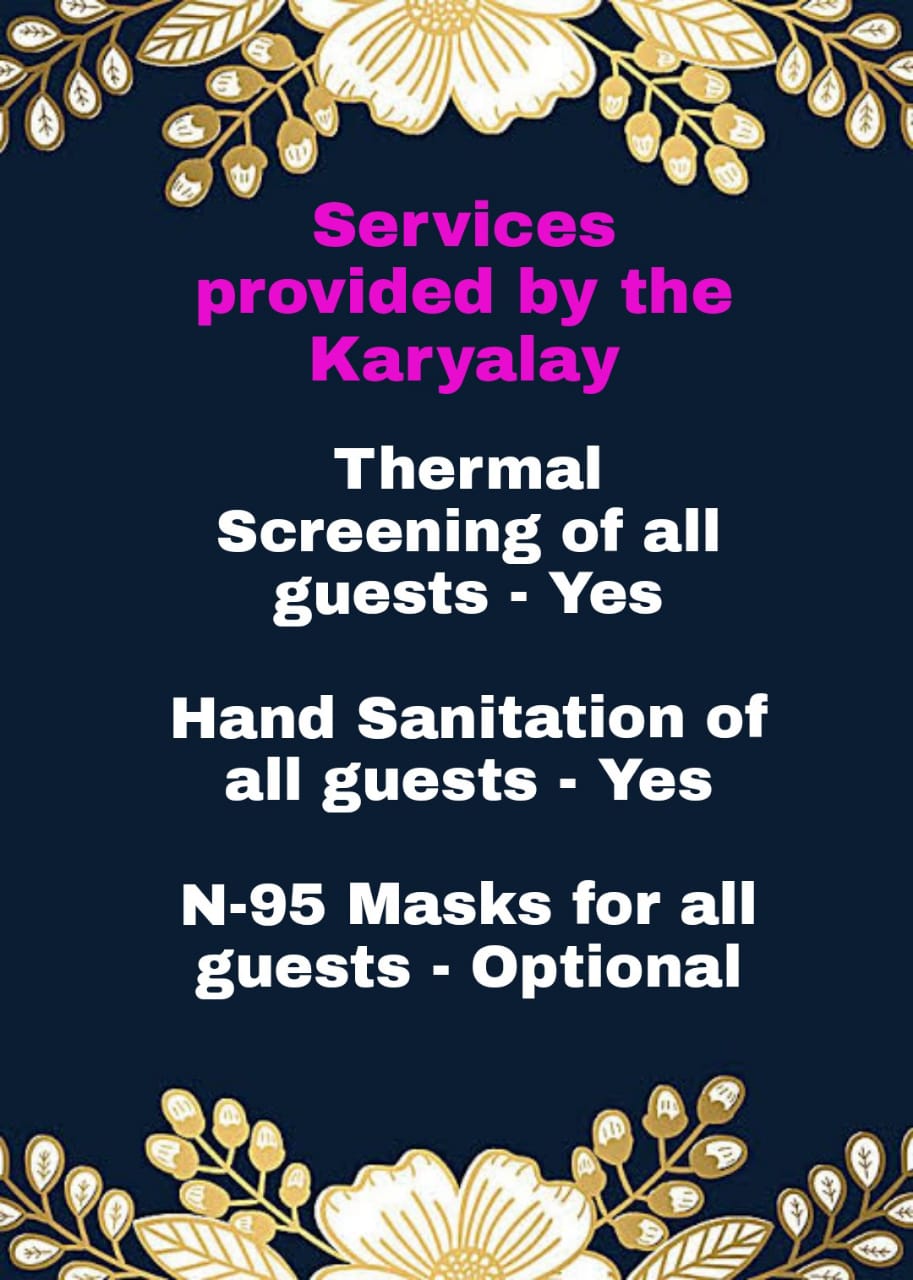 Services
provided by the
Karyalay
Thermal
Screening of all
guests - Yes
Hand Sanitation of
all guests - Yes
N-95 Masks for all
guests - Optional